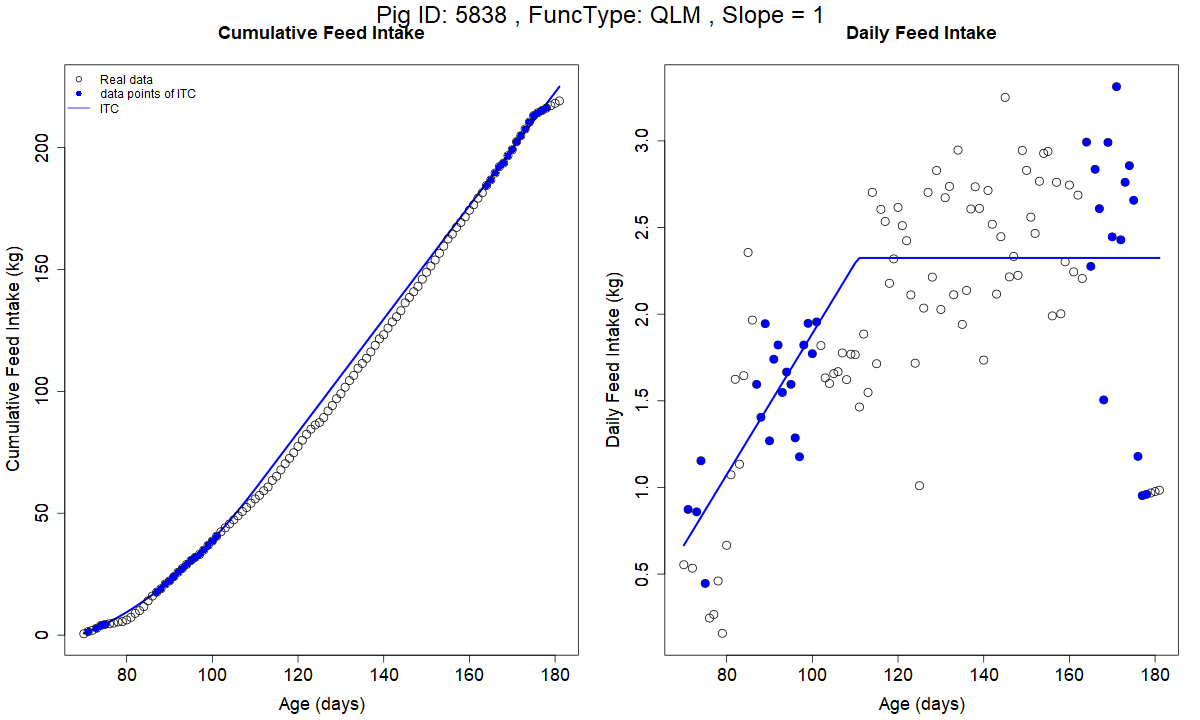 Pig ID: 5838 , FuncType: QLM , Slope = 1
Cumulative Feed Intake
Daily Feed Intake
Real data
data points of ITC
ITC
Cumulative Feed Intake (kg)
0
50
100
150
200
80
100
120
140
160
180
Age (days)
Daily Feed Intake (kg)
0.5
1.0
1.5
2.0
2.5
3.0
80
100
120
140
160
180
Age (days)